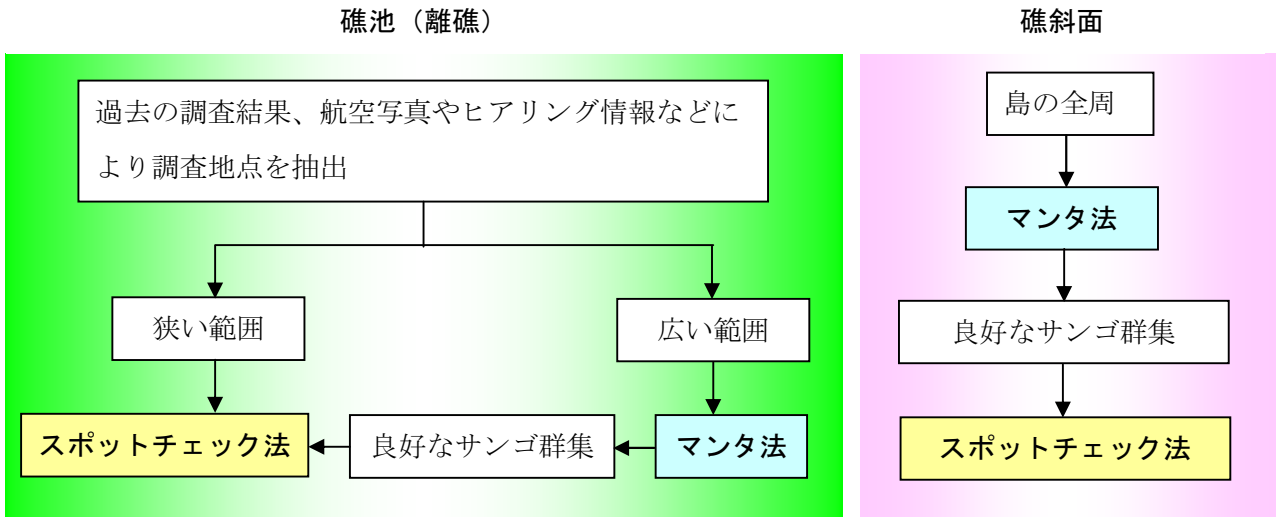 礁池（離礁）
過去の調査結果、航空写真やヒアリング情報などに
より調査地点を抽出
狭い範囲
広い範囲
スポットチェック法
良好なサンゴ群集
マンタ法
礁斜面
島の全周
マンタ法
良好なサンゴ群集
スポットチェック法